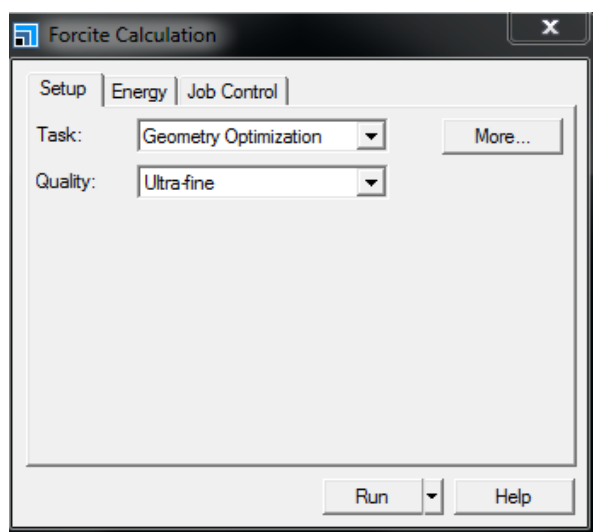 Forcite Calculation
x
Setup Energy Job Control
Task: Geometry Optimization More...
Quality: Ultra-fine
Run Help